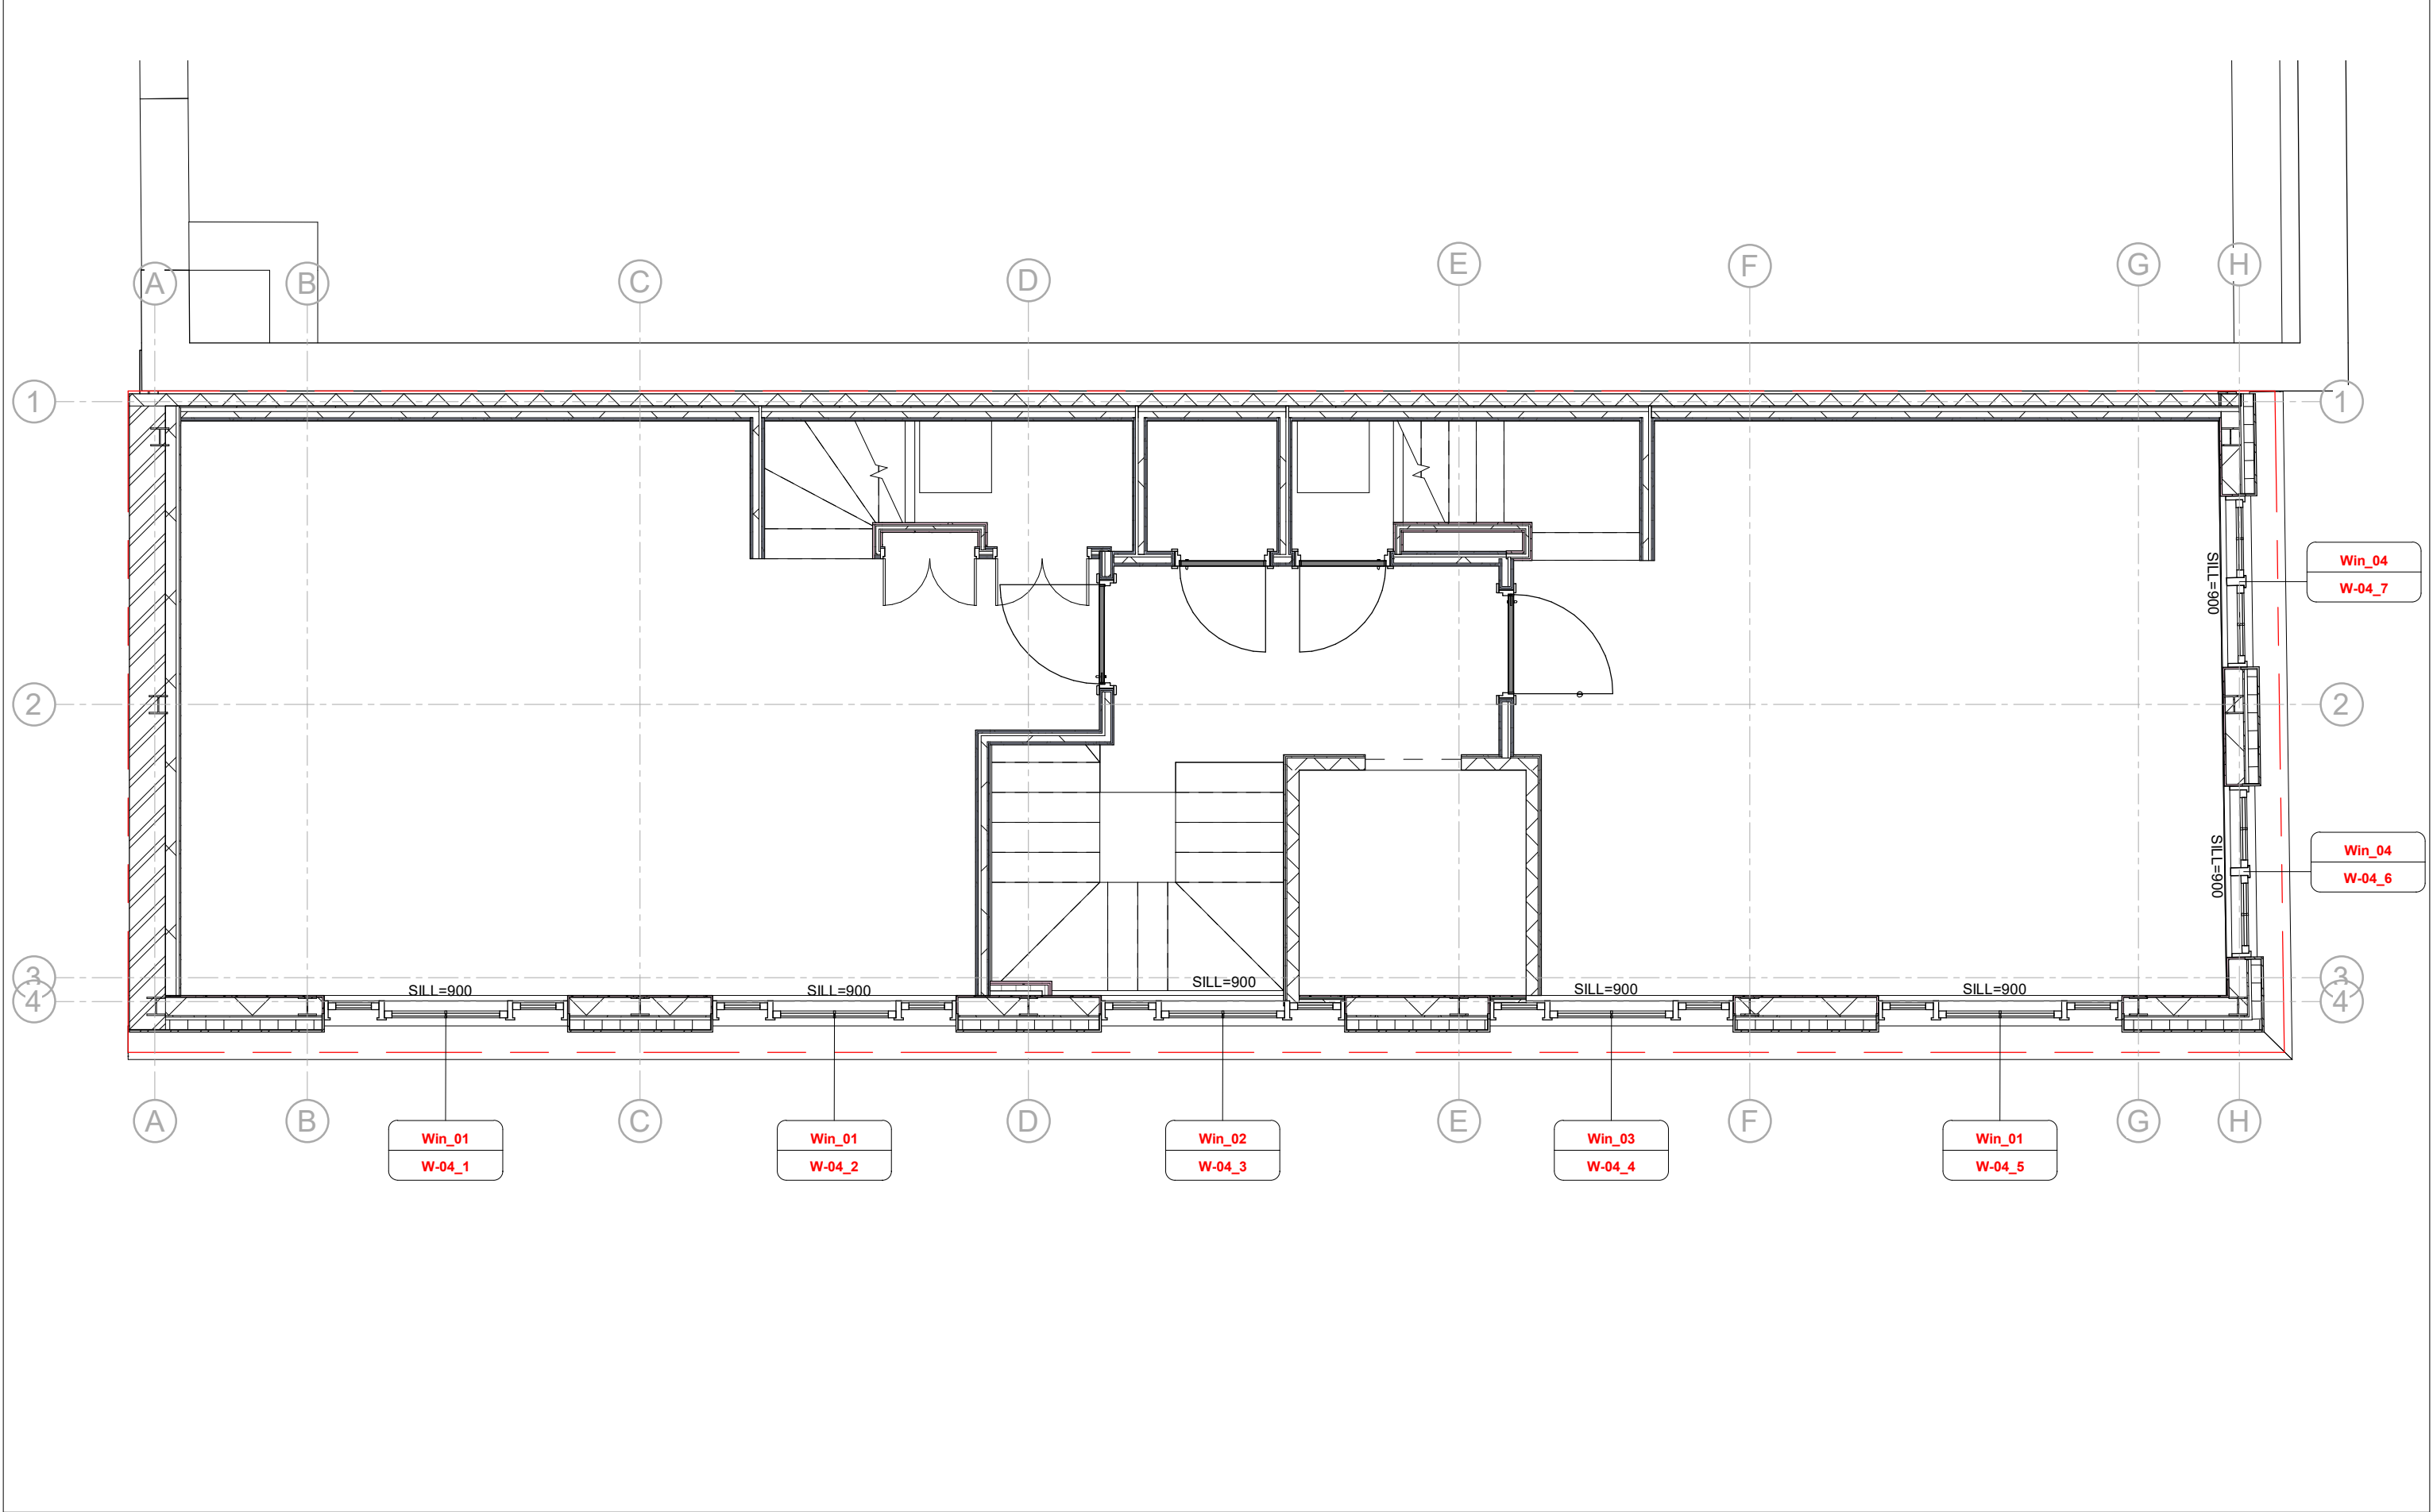 E
F
G
H
A
B
C
D
1
1
SILL=900
Win_04
W-04_7
2
2
SILL=900
Win_04
W-04_6
3
3
SILL=900
SILL=900
SILL=900
SILL=900
SILL=900
4
4
A
B
C
D
E
F
G
H
Win_01
W-04_1
Win_01
W-04_2
Win_02
W-04_3
Win_03
W-04_4
Win_01
W-04_5